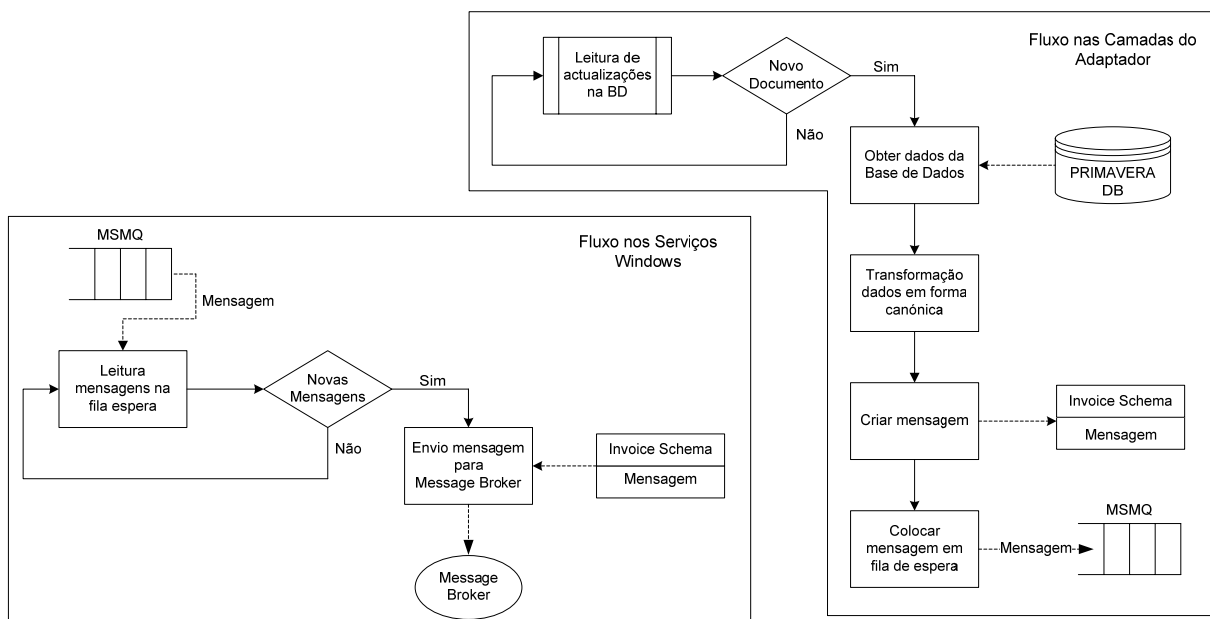 Fluxo nas Camadas do
Adaptador
Leitura de
actualizações
na BD
Novo
Documento
Sim
Não
Obter dados da
Base de Dados
PRIMAVERA
DB
Transformação
dados em forma
canónica
Criar mensagem
Invoice Schema
Mensagem
Colocar
mensagem em
fila de espera
Mensagem
MSMQ
Fluxo nos Serviços
Windows
MSMQ
Mensagem
Leitura
mensagens na
fila espera
Novas
Mensagens
Sim
Não
Envio mensagem
para
Message Broker
Invoice Schema
Mensagem
Message
Broker